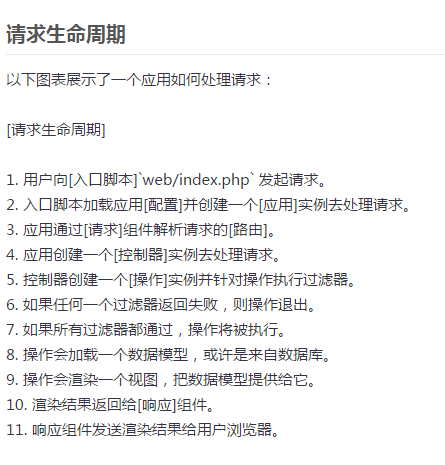 请求生命周期
以下图表展示了一个应用如何处理请求：
[请求生命周期]
1. 用户向[入口脚本]`web/index.php` 发起请求。
2. 入口脚本加载应用[配置]并创建一个[应用]实例去处理请求。
3. 应用通过[请求]组件解析请求的[路由]。
4. 应用创建一个[控制器]实例去处理请求。
5. 控制器创建一个[操作]实例并针对操作执行过滤器。
6. 如果任何一个过滤器返回失败，则操作退出。
7. 如果所有过滤器都通过，操作将被执行。
8. 操作会加载一个数据模型，或许是来自数据库。
9. 操作会渲染一个视图，把数据模型提供给它。
10. 渲染结果返回给[响应]组件。
11. 响应组件发送渲染结果给用户浏览器。